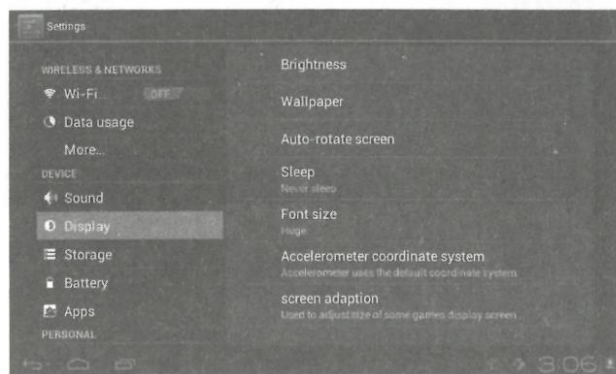 Settings
WIRELESS & NETWORKS
Wi-Fi OFF
Data usage
More...
DEVICE
Sound
Display
Storage
Battery
Apps
PERSONAL
Brightness
Wallpaper
Auto-rotate screen
Sleep
Never sleep
Font size
Huge
Accelerometer coordinate system
Accelerometer uses the default coordinate system
screen adaption
Used to adjust size of some games display screen
3:06